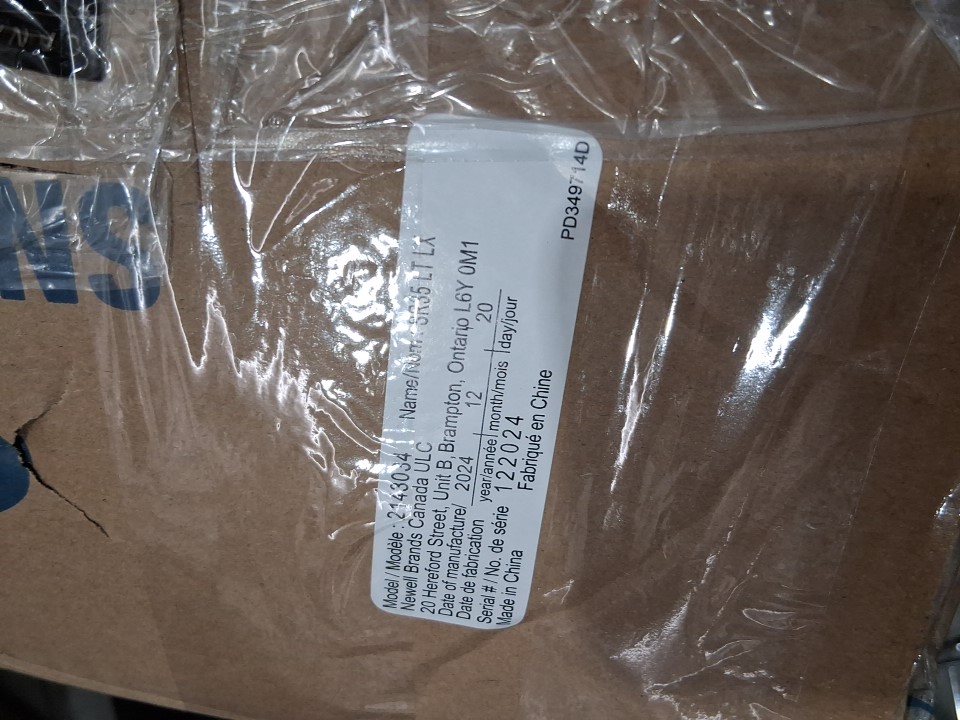 Model / Modèle : 2143034 Name/Nom : SR35 LT LX
Newell Brands Canada ULC
20 Hereford Street, Unit B, Brampton, Ontario L6Y 0M1
Date of manufacture/ 2024 12 20
Date de fabrication year/année month/mois day/jour
Serial # / No. de série 122024
Made in China Fabriqué en Chine
PD349714D
NS